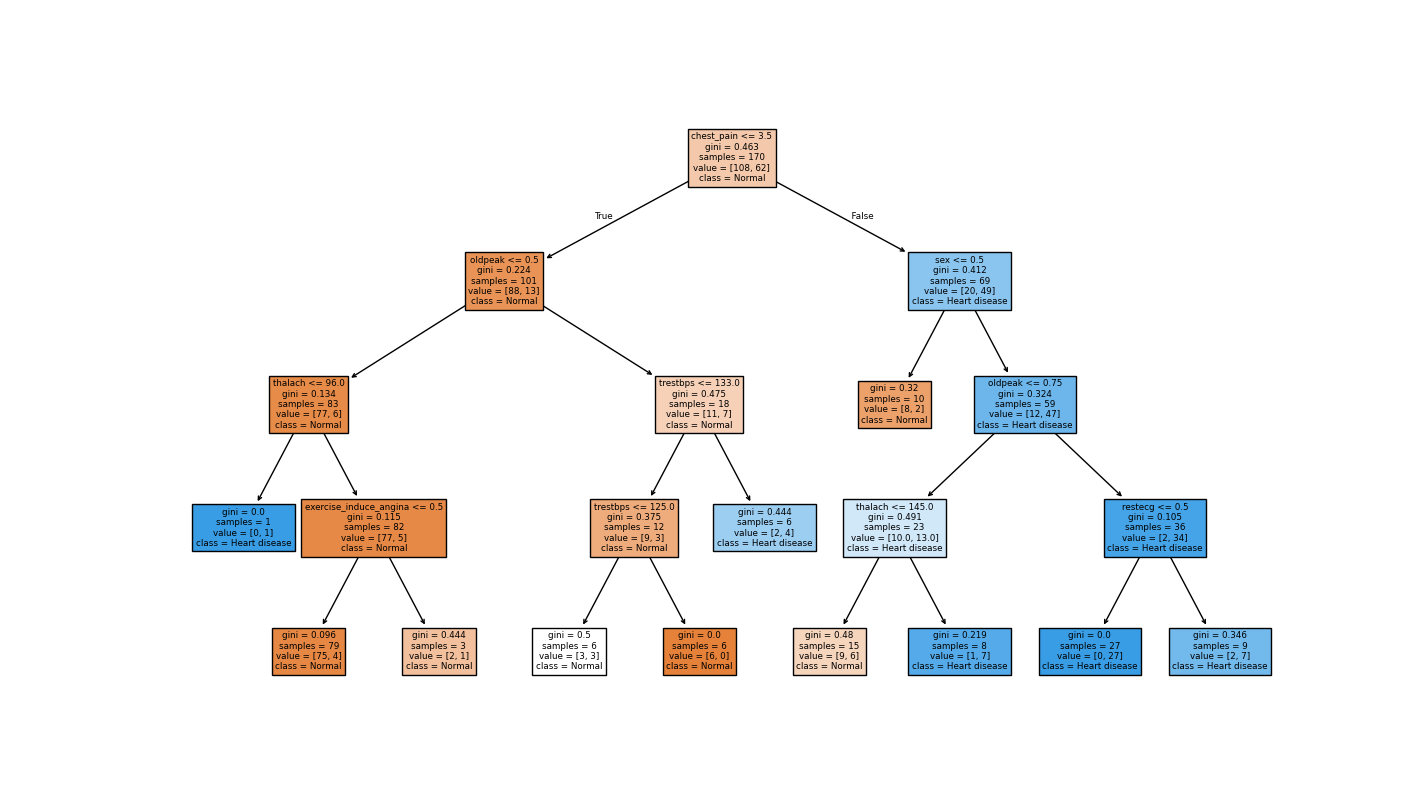 chest_pain <= 3.5
gini = 0.463
samples = 170
value = [108, 62]
class = Normal
True
False
oldpeak <= 0.5
gini = 0.224
samples = 101
value = [88, 13]
class = Normal
sex <= 0.5
gini = 0.412
samples = 69
value = [20, 49]
class = Heart disease
thalach <= 96.0
gini = 0.134
samples = 83
value = [77, 6]
class = Normal
trestbps <= 133.0
gini = 0.475
samples = 18
value = [11, 7]
class = Normal
gini = 0.32
samples = 10
value = [8, 2]
class = Normal
oldpeak <= 0.75
gini = 0.324
samples = 59
value = [12, 47]
class = Heart disease
gini = 0.0
samples = 1
value = [0, 1]
class = Heart disease
exercise_induce_angina <= 0.5
gini = 0.115
samples = 82
value = [77, 5]
class = Normal
trestbps <= 125.0
gini = 0.375
samples = 12
value = [9, 3]
class = Normal
gini = 0.444
samples = 6
value = [2, 4]
class = Heart disease
thalach <= 145.0
gini = 0.491
samples = 23
value = [10.0, 13.0]
class = Heart disease
restecg <= 0.5
gini = 0.105
samples = 36
value = [2, 34]
class = Heart disease
gini = 0.096
samples = 79
value = [75, 4]
class = Normal
gini = 0.444
samples = 3
value = [2, 1]
class = Normal
gini = 0.5
samples = 6
value = [3, 3]
class = Normal
gini = 0.0
samples = 6
value = [6, 0]
class = Normal
gini = 0.48
samples = 15
value = [9, 6]
class = Normal
gini = 0.219
samples = 8
value = [1, 7]
class = Heart disease
gini = 0.0
samples = 27
value = [0, 27]
class = Heart disease
gini = 0.346
samples = 9
value = [2, 7]
class = Heart disease